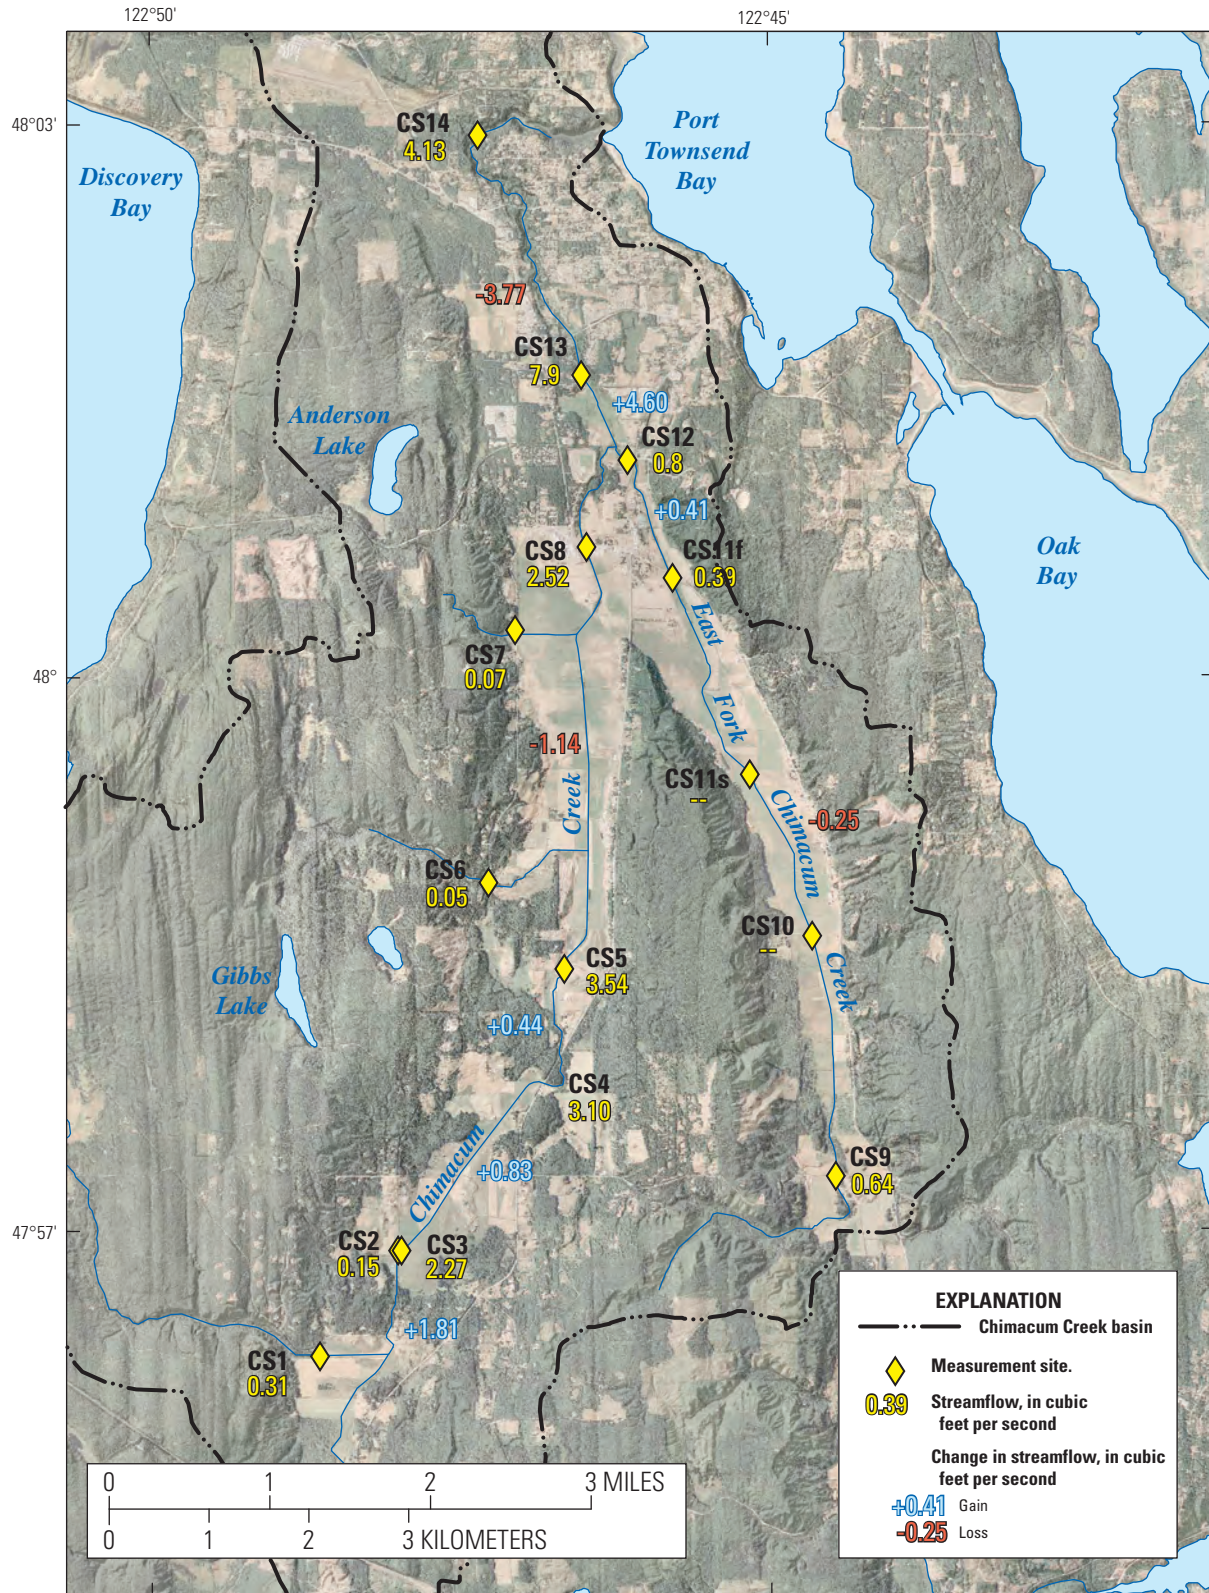 122°50'
122°45'
48°03'
CS14
4.13
Port
Townsend
Bay
Discovery
Bay
-3.77
CS13
7.9
+4.60
Anderson
Lake
CS12
0.8
+0.41
CS8
2.52
CS11f
0.39
Oak
Bay
East
CS7
0.07
48°
Fork
-1.14
CS11s
--
Creek
Chimacum
-0.25
CS6
0.05
CS10
--
CS5
3.54
Gibbs
Lake
Creek
+0.44
CS4
3.10
Chimacum
+0.83
CS9
0.64
47°57'
CS2
0.15
CS3
2.27
+1.81
CS1
0.31
EXPLANATION
Chimacum Creek basin
Measurement site.
0.39
Streamflow, in cubic
feet per second
Change in streamflow, in cubic
feet per second
+0.41 Gain
-0.25 Loss
0 1 2 3 MILES
0 1 2 3 KILOMETERS